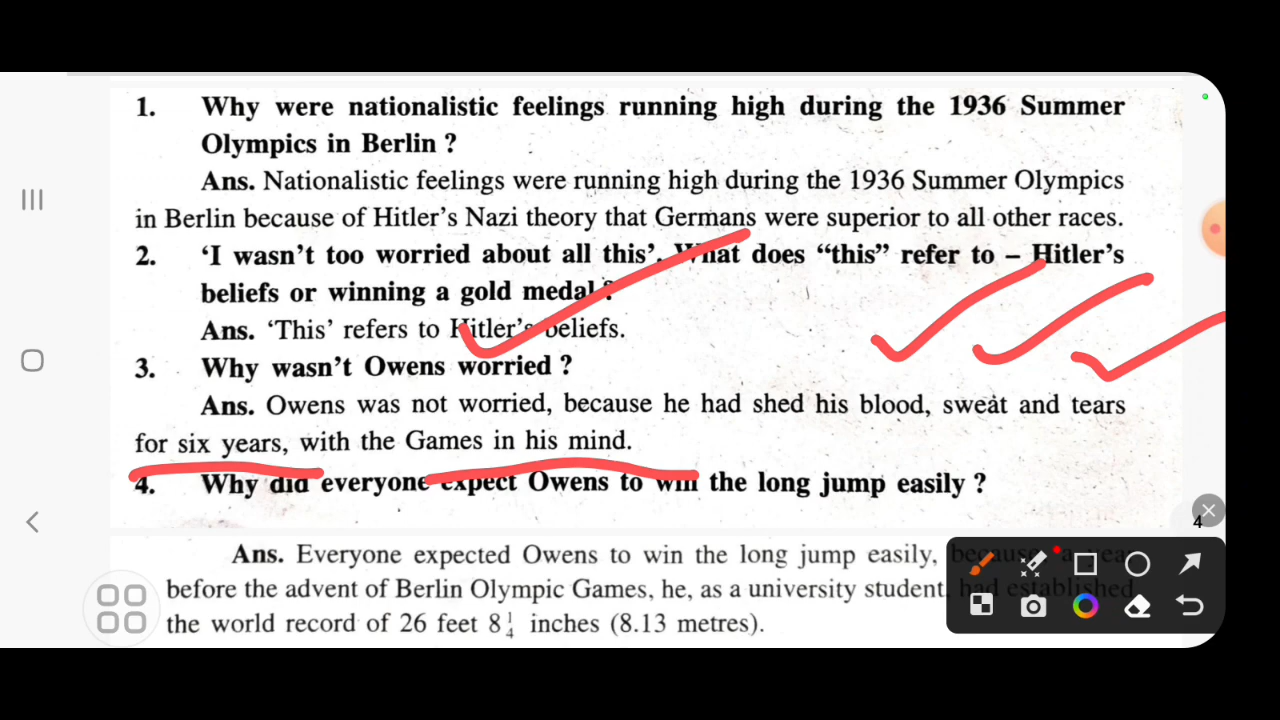 1. Why were nationalistic feelings running high during the 1936 Summer
Olympics in Berlin ?
Ans. Nationalistic feelings were running high during the 1936 Summer Olympics
in Berlin because of Hitler's Nazi theory that Germans were superior to all other races.
2. ‘I wasn't too worried about all this’. What does “this” refer to – Hitler's
beliefs or winning a gold medal ?
Ans. ‘This’ refers to Hitler's beliefs.
3. Why wasn't Owens worried ?
Ans. Owens was not worried, because he had shed his blood, sweat and tears
for six years, with the Games in his mind.
4. Why did everyone expect Owens to win the long jump easily ?
4
Ans. Everyone expected Owens to win the long jump easily, because a year
before the advent of Berlin Olympic Games, he, as a university student, had established
the world record of 26 feet 8 1/4 inches (8.13 metres).